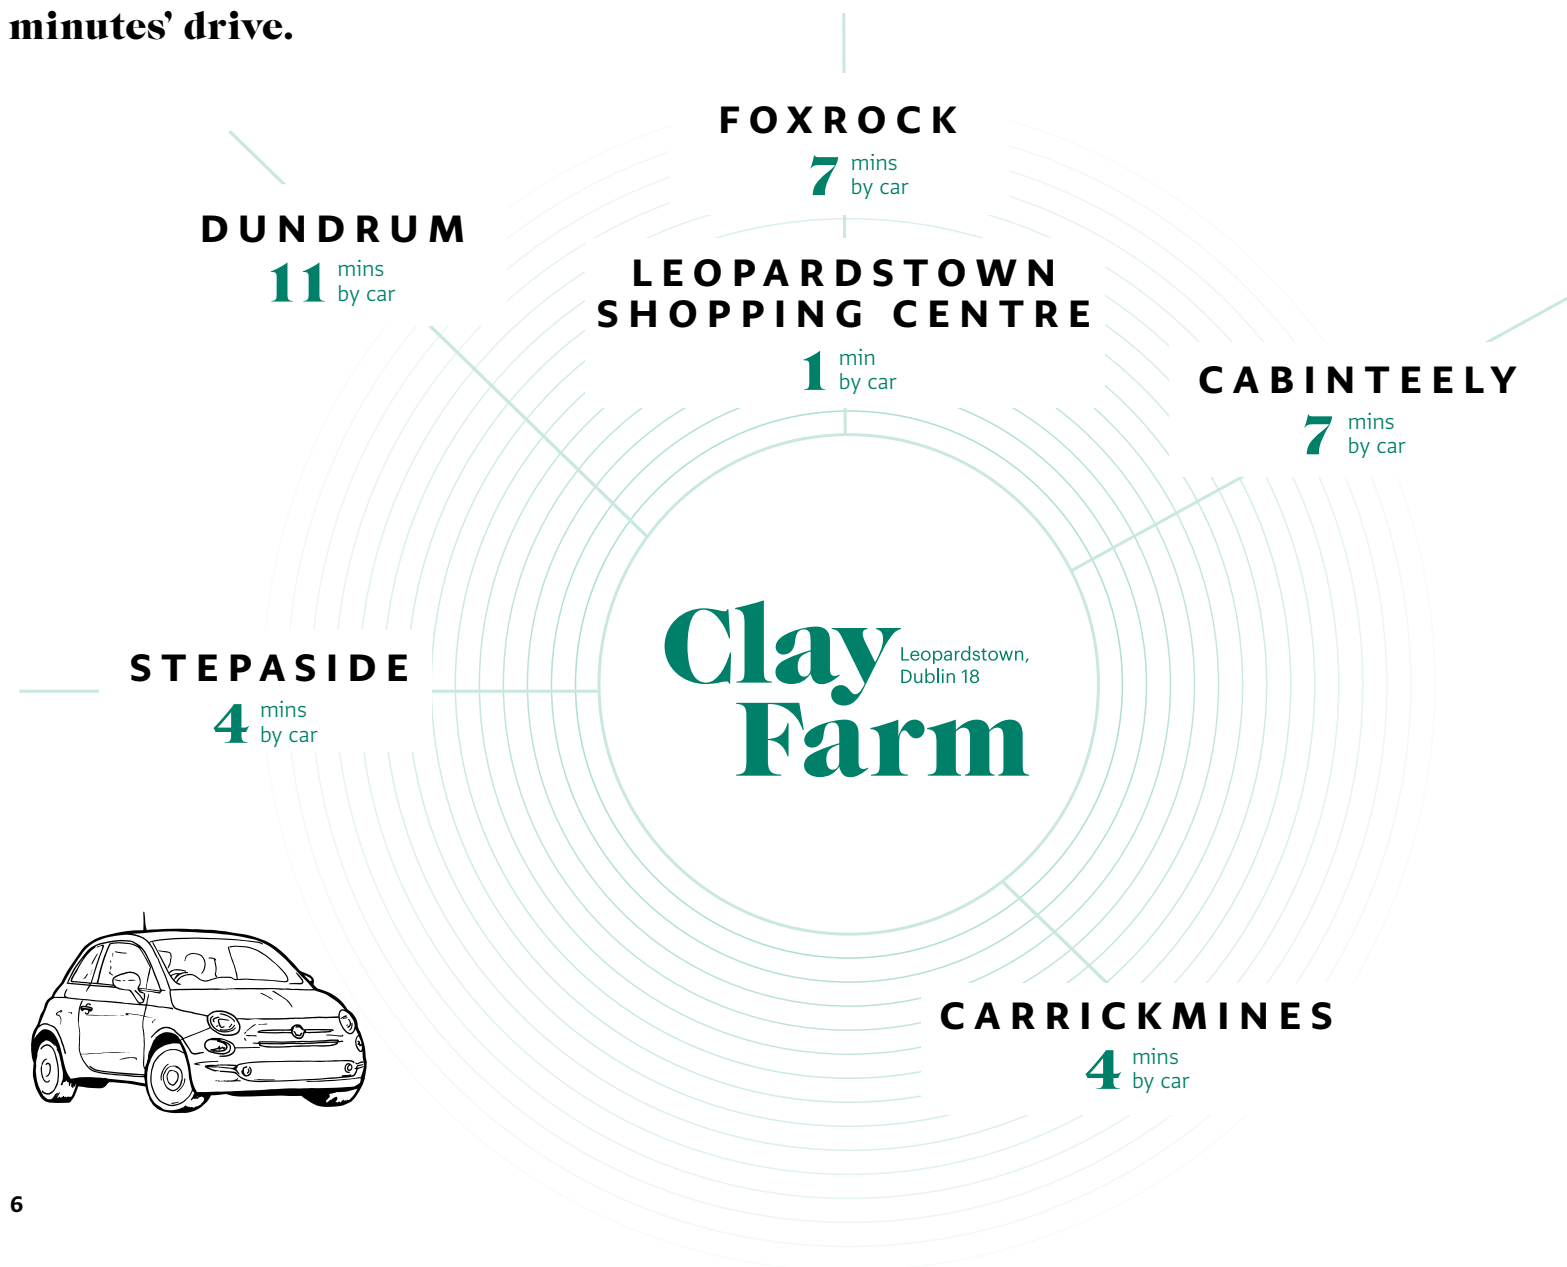 minutes’ drive.
FOXROCK
7 mins
by car
DUNDRUM
11 mins
by car
LEOPARDSTOWN
SHOPPING CENTRE
1 min
by car
CABINTEELY
7 mins
by car
STEPASIDE
4 mins
by car
Clay
Farm
Leopardstown,
Dublin 18
CARRICKMINES
4 mins
by car
6